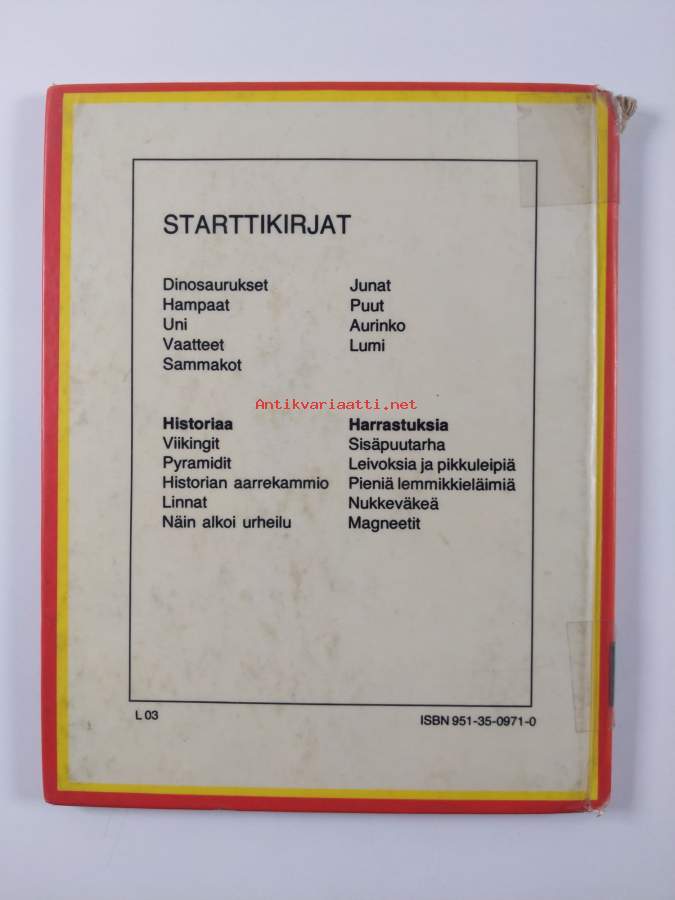 STARTTIKIRJAT
Dinosaurukset
Hampaat
Uni
Vaatteet
Sammakot
Junat
Puut
Aurinko
Lumi
Antikvariaatti.net
Historiaa
Viikingit
Pyramidit
Historian aarrekammio
Linnat
Näin alkoi urheilu
Harrastuksia
Sisäpuutarha
Leivoksia ja pikkuleipiä
Pieniä lemmikkieläimiä
Nukkeväkeä
Magneetit
L 03
ISBN 951-35-0971-0